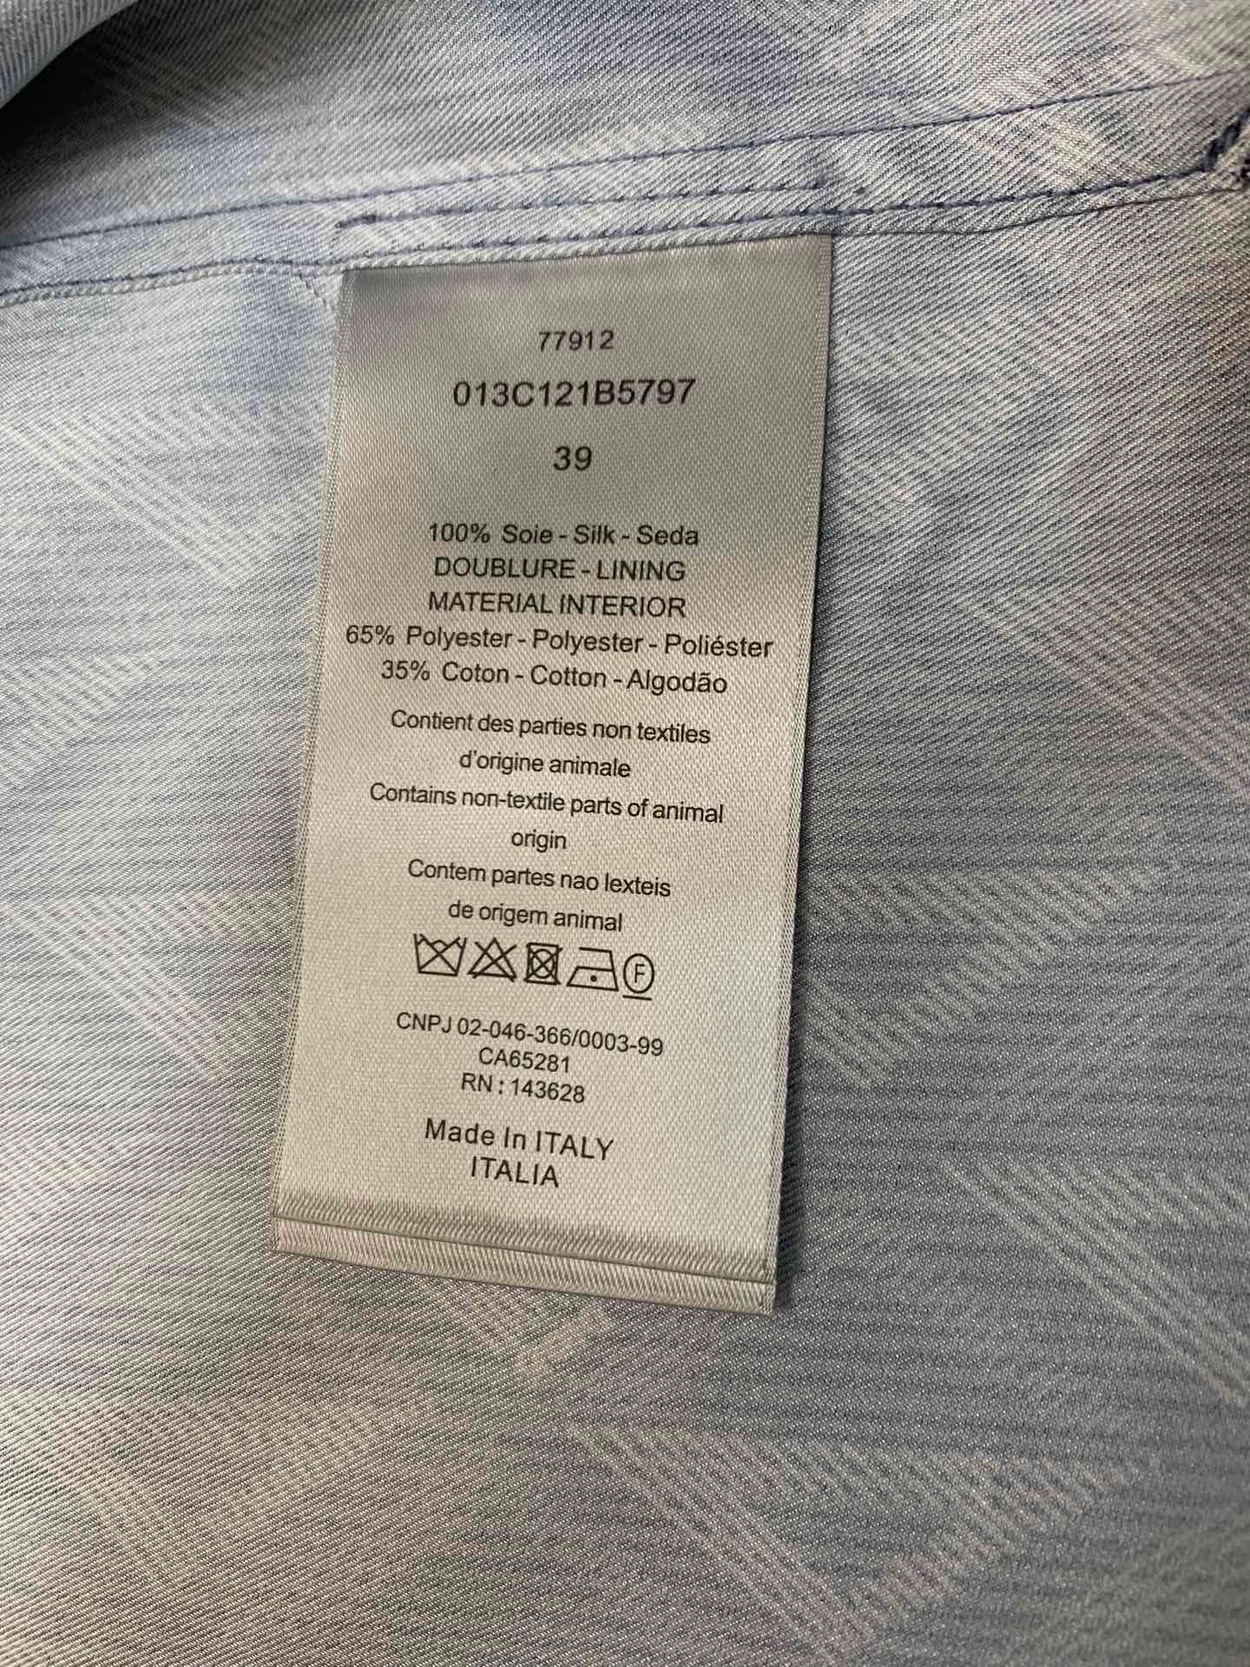 77912
013C121B5797
39
100% Soie - Silk - Seda
DOUBLURE - LINING
MATERIAL INTERIOR
65% Polyester - Polyester - Poliéster
35% Coton - Cotton - Algodão
Contient des parties non textiles
d'origine animale
Contains non-textile parts of animal
origin
Contem partes nao lexteis
de origem animal
F
CNPJ 02-046-366/0003-99
CA65281
RN : 143628
Made In ITALY
ITALIA